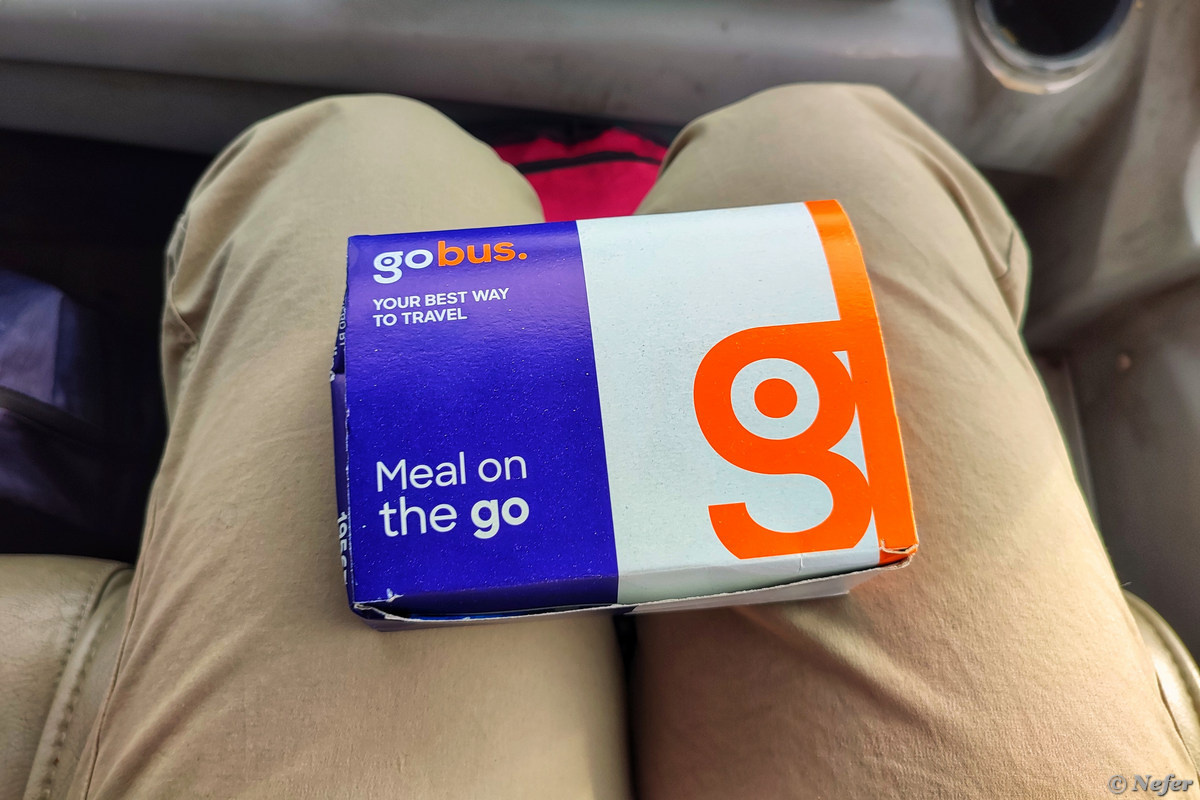 gobus.
YOUR BEST WAY
TO TRAVEL
Meal on
the go
g
© Nefer